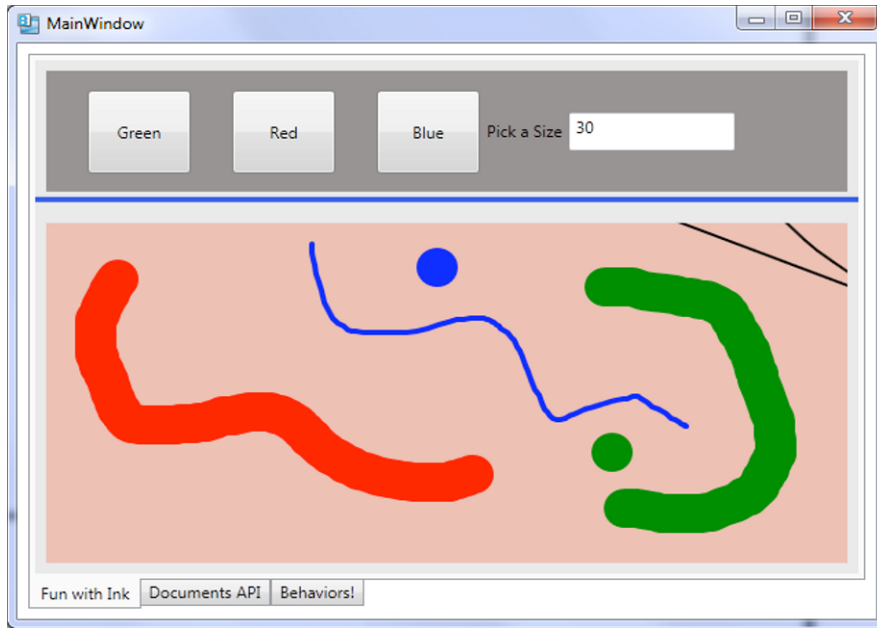 MainWindow
Green Red Blue Pick a Size 30
Fun with Ink Documents API Behaviors!